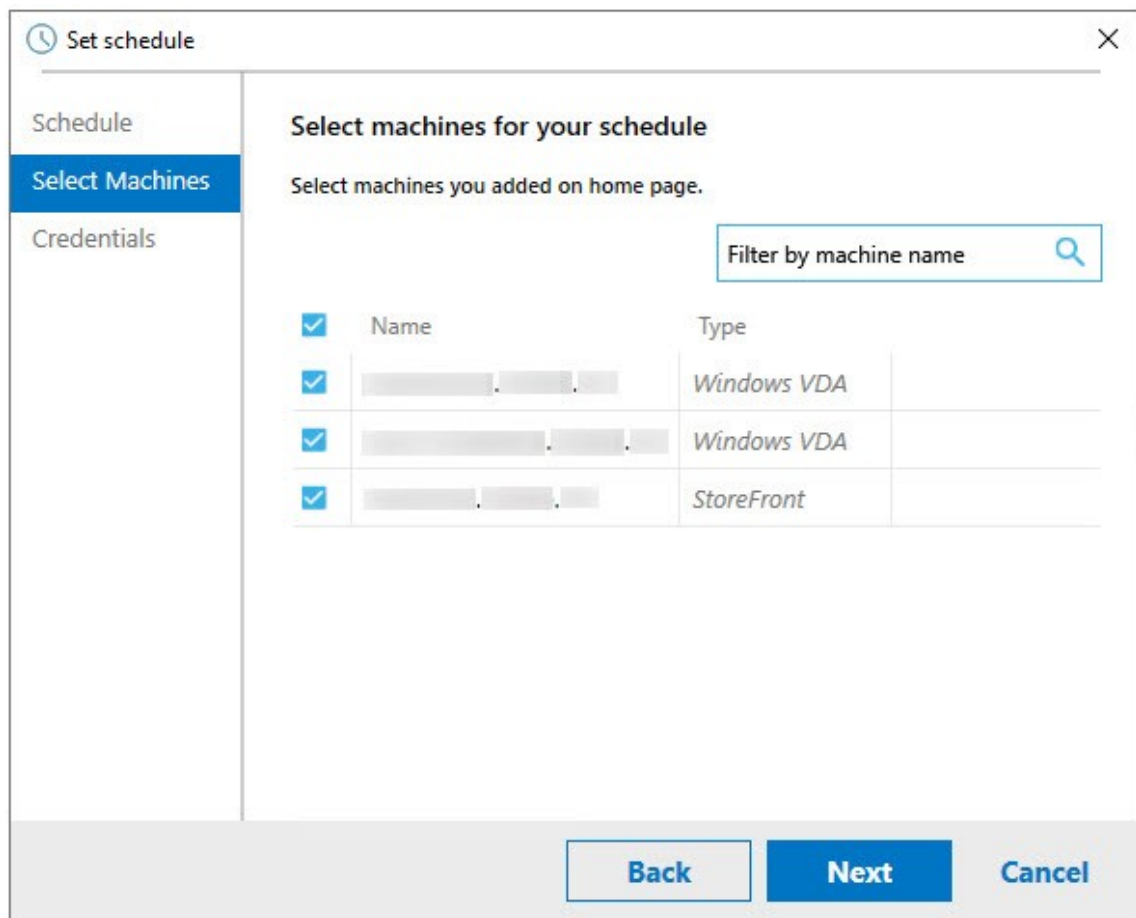 Set schedule
Schedule
Select Machines
Credentials
Select machines for your schedule
Select machines you added on home page.
Filter by machine name
Name Type
Windows VDA
Windows VDA
StoreFront
Back Next Cancel